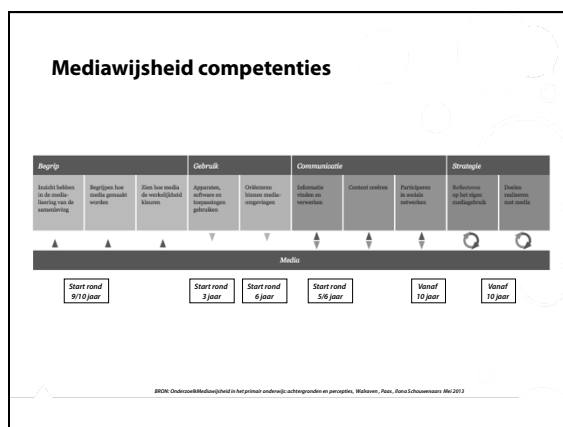 Mediawijsheid competenties
Begrip
Gebruik
Communicatie
Strategie
Inzicht hebben
in de media-
lisering van de
samenleving
Begrijpen hoe
media gemaakt
worden
Zien hoe media
de werkelijkheid
kleuren
Apparaten,
software en
toepassingen
gebruiken
Oriënteren
binnen media-
omgevingen
Informatie
vinden en
verwerken
Content creëren
Participeren
in sociale
netwerken
Reflecteren
op het eigen
mediagebruik
Doelen
realiseren
met media
Media
Start rond
9/10 jaar
Start rond
3 jaar
Start rond
6 jaar
Start rond
5/6 jaar
Vanaf
10 jaar
Vanaf
10 jaar
BRON: Onderzoek Mediawijsheid in het primair onderwijs: achtergronden en percepties, Walraven, Paas, Ilona Schouwenaars Mei 2013